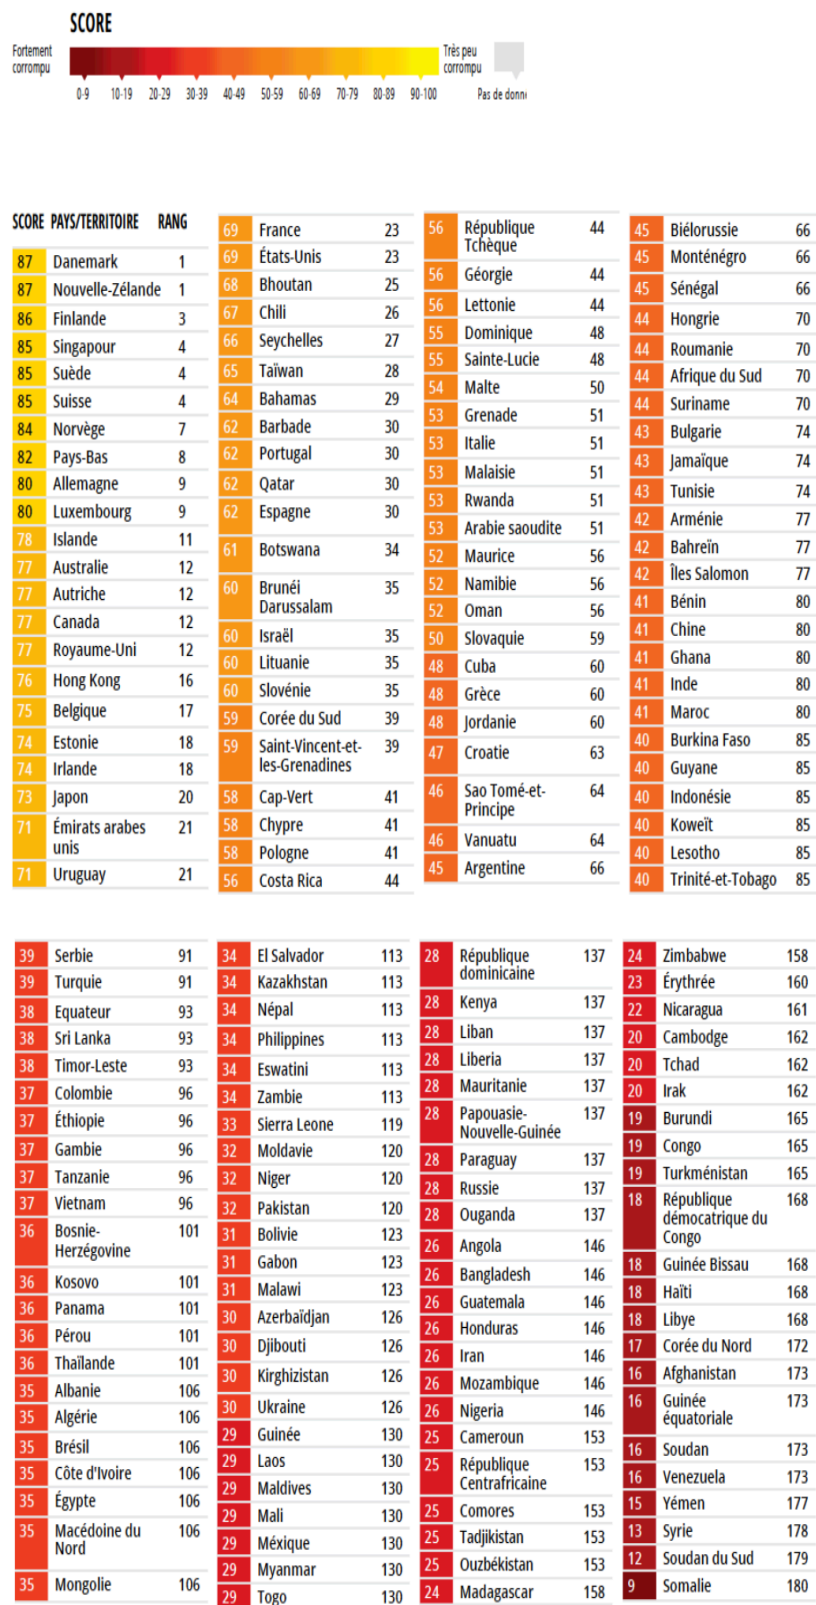 SCORE
Fortement
corrompu
Très peu
corrompu
0-9 10-19 20-29 30-39 40-49 50-59 60-69 70-79 80-89 90-100 Pas de donn
SCORE PAYS/TERRITOIRE RANG
87 Danemark 1
87 Nouvelle-Zélande 1
86 Finlande 3
85 Singapour 4
85 Suède 4
85 Suisse 4
84 Norvège 7
82 Pays-Bas 8
80 Allemagne 9
80 Luxembourg 9
78 Islande 11
77 Australie 12
77 Autriche 12
77 Canada 12
77 Royaume-Uni 12
76 Hong Kong 16
75 Belgique 17
74 Estonie 18
74 Irlande 18
73 Japon 20
71 Émirats arabes 21
unis
71 Uruguay 21
69 France 23
69 États-Unis 23
68 Bhoutan 25
67 Chili 26
66 Seychelles 27
65 Taïwan 28
64 Bahamas 29
62 Barbade 30
62 Portugal 30
62 Qatar 30
62 Espagne 30
61 Botswana 34
60 Brunéi 35
Darussalam
60 Israël 35
60 Lituanie 35
60 Slovénie 35
59 Corée du Sud 39
59 Saint-Vincent-et- 39
les-Grenadines
58 Cap-Vert 41
58 Chypre 41
58 Pologne 41
56 Costa Rica 44
56 République 44
Tchèque
56 Géorgie 44
56 Lettonie 44
55 Dominique 48
55 Sainte-Lucie 48
54 Malte 50
53 Grenade 51
53 Italie 51
53 Malaisie 51
53 Rwanda 51
53 Arabie saoudite 51
52 Maurice 56
52 Namibie 56
52 Oman 56
50 Slovaquie 59
48 Cuba 60
48 Grèce 60
48 Jordanie 60
47 Croatie 63
46 Sao Tomé-et- 64
Principe
46 Vanuatu 64
45 Argentine 66
45 Biélorussie 66
45 Monténégro 66
45 Sénégal 66
44 Hongrie 70
44 Roumanie 70
44 Afrique du Sud 70
44 Suriname 70
43 Bulgarie 74
43 Jamaïque 74
43 Tunisie 74
42 Arménie 77
42 Bahreïn 77
42 Îles Salomon 77
41 Bénin 80
41 Chine 80
41 Ghana 80
41 Inde 80
41 Maroc 80
40 Burkina Faso 85
40 Guyane 85
40 Indonésie 85
40 Koweït 85
40 Lesotho 85
40 Trinité-et-Tobago 85
39 Serbie 91
39 Turquie 91
38 Equateur 93
38 Sri Lanka 93
38 Timor-Leste 93
37 Colombie 96
37 Éthiopie 96
37 Gambie 96
37 Tanzanie 96
37 Vietnam 96
36 Bosnie- 101
Herzégovine
36 Kosovo 101
36 Panama 101
36 Pérou 101
36 Thaïlande 101
35 Albanie 106
35 Algérie 106
35 Brésil 106
35 Côte d'Ivoire 106
35 Égypte 106
35 Macédoine du 106
Nord
35 Mongolie 106
34 El Salvador 113
34 Kazakhstan 113
34 Népal 113
34 Philippines 113
34 Eswatini 113
34 Zambie 113
33 Sierra Leone 119
32 Moldavie 120
32 Niger 120
32 Pakistan 120
31 Bolivie 123
31 Gabon 123
31 Malawi 123
30 Azerbaïdjan 126
30 Djibouti 126
30 Kirghizistan 126
30 Ukraine 126
29 Guinée 130
29 Laos 130
29 Maldives 130
29 Mali 130
29 Méxique 130
29 Myanmar 130
29 Togo 130
28 République 137
dominicaine
28 Kenya 137
28 Liban 137
28 Liberia 137
28 Mauritanie 137
28 Papouasie- 137
Nouvelle-Guinée
28 Paraguay 137
28 Russie 137
28 Ouganda 137
26 Angola 146
26 Bangladesh 146
26 Guatemala 146
26 Honduras 146
26 Iran 146
26 Mozambique 146
26 Nigeria 146
25 Cameroun 153
25 République 153
Centrafricaine
25 Comores 153
25 Tadjikistan 153
25 Ouzbékistan 153
24 Madagascar 158
24 Zimbabwe 158
23 Érythrée 160
22 Nicaragua 161
20 Cambodge 162
20 Tchad 162
20 Irak 162
19 Burundi 165
19 Congo 165
19 Turkménistan 165
18 République 168
démocatrique du
Congo
18 Guinée Bissau 168
18 Haïti 168
18 Libye 168
17 Corée du Nord 172
16 Afghanistan 173
16 Guinée 173
équatoriale
16 Soudan 173
16 Venezuela 173
15 Yémen 177
13 Syrie 178
12 Soudan du Sud 179
9 Somalie 180